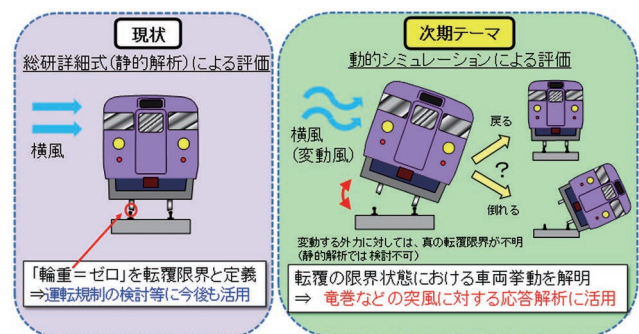 現状
総研詳細式(静的解析)による評価
横風
「輪重＝ゼロ」を転覆限界と定義
⇒運転規制の検討等に今後も活用
次期テーマ
動的シミュレーションによる評価
横風
(変動風)
戻る
?
倒れる
変動する外力に対しては、真の転覆限界が不明
(静的解析では検討不可)
転覆の限界状態における車両挙動を解明
⇒ 竜巻などの突風に対する応答解析に活用